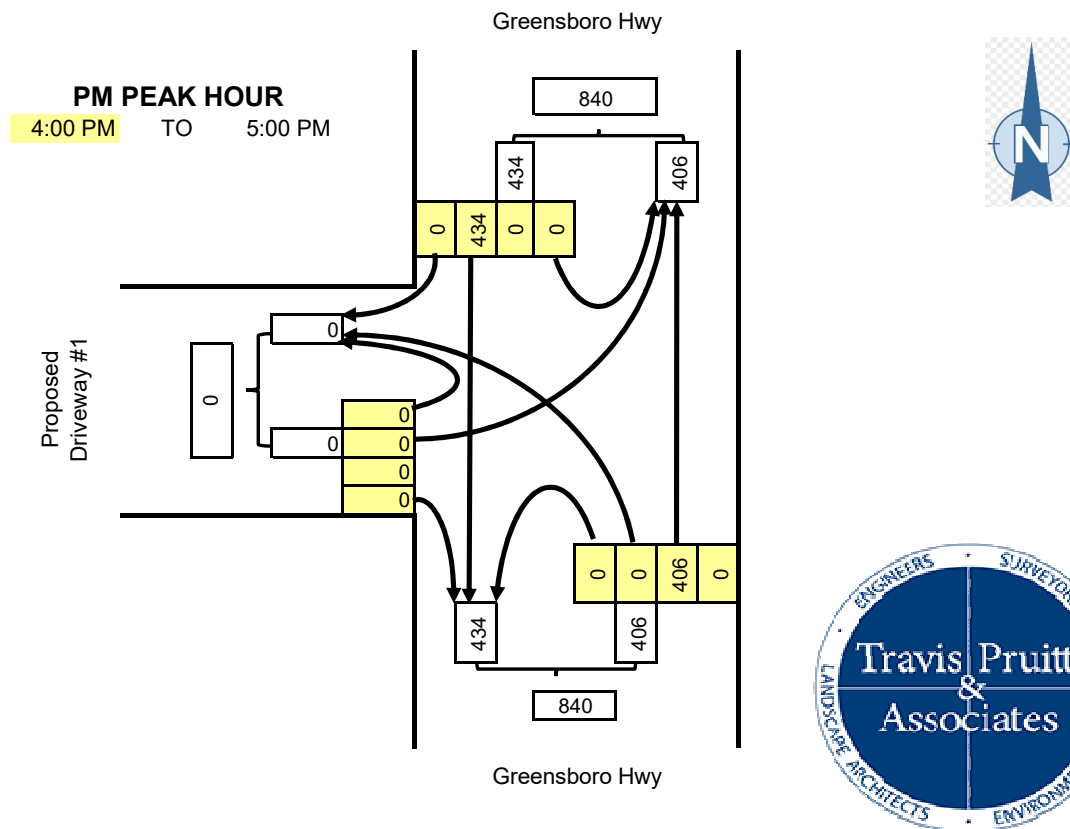 Greensboro Hwy
PM PEAK HOUR
4:00 PM TO 5:00 PM
840
434
406
0 434 0 0
N
Proposed
Driveway #1
0
0
0
0
0
0
0
0 0 406 0
434
406
840
Greensboro Hwy
ENGINEERS
LANDSCAPE ARCHITECTS
Travis Pruitt
&
Associates